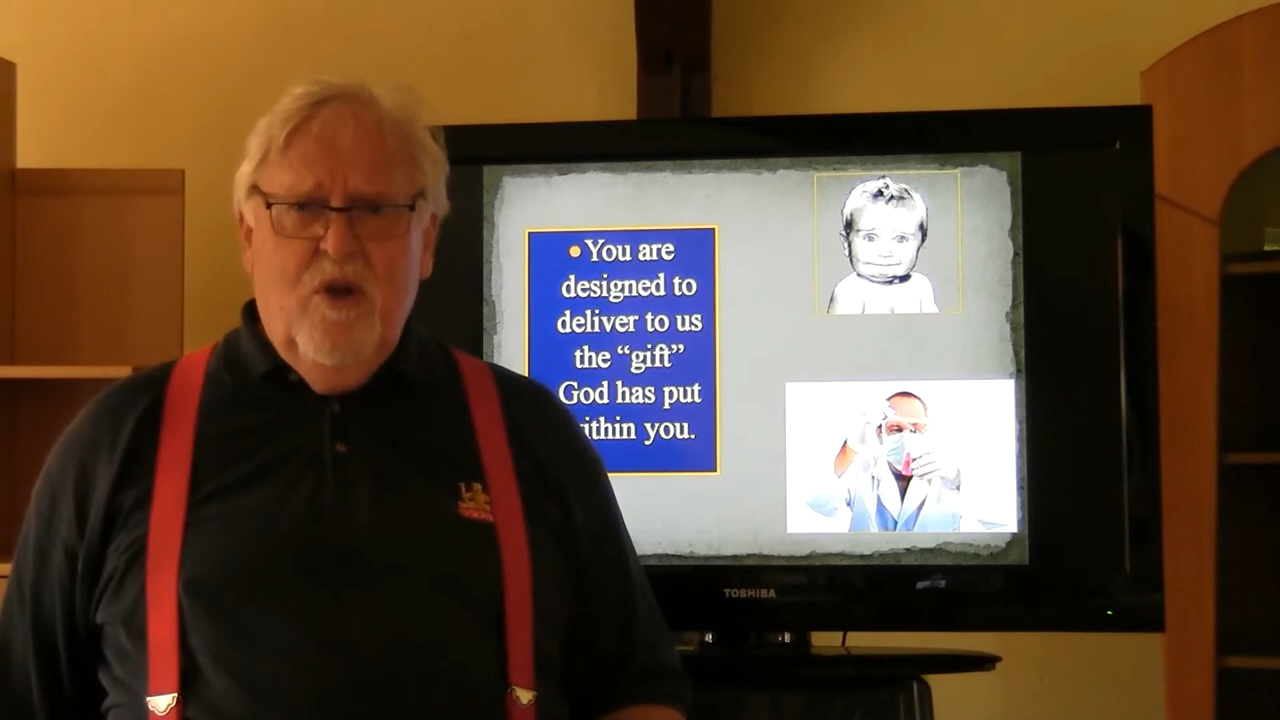 • You are
designed to
deliver to us
the “gift”
God has put
ithin you.
TOSHIBA